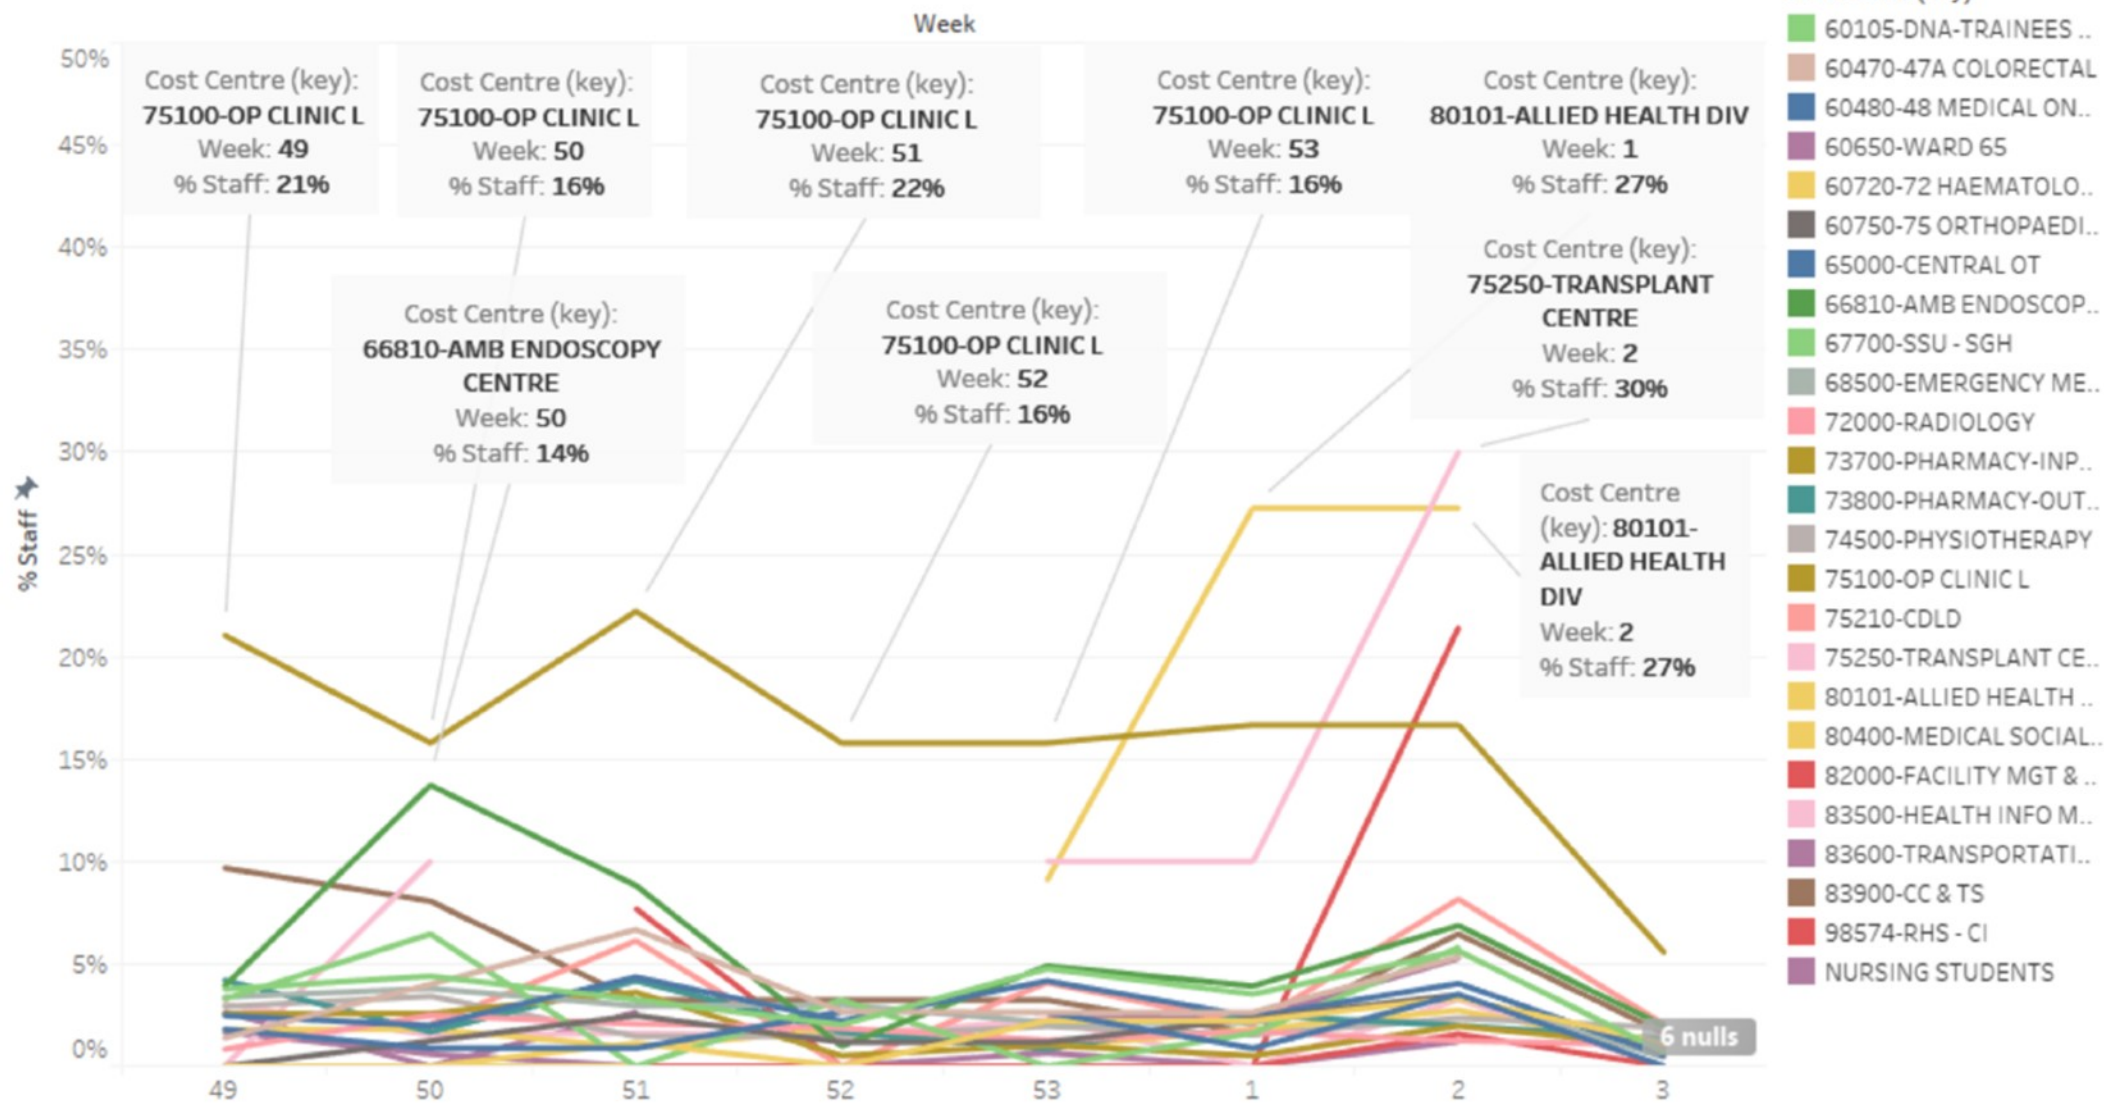 Week
50%
45%
40%
35%
30%
25%
20%
15%
10%
5%
0%
% Staff
Cost Centre (key):
75100-OP CLINIC L
Week: 49
% Staff: 21%
Cost Centre (key):
75100-OP CLINIC L
Week: 50
% Staff: 16%
Cost Centre (key):
75100-OP CLINIC L
Week: 51
% Staff: 22%
Cost Centre (key):
75100-OP CLINIC L
Week: 53
% Staff: 16%
Cost Centre (key):
80101-ALLIED HEALTH DIV
Week: 1
% Staff: 27%
Cost Centre (key):
66810-AMB ENDOSCOPY
CENTRE
Week: 50
% Staff: 14%
Cost Centre (key):
75100-OP CLINIC L
Week: 52
% Staff: 16%
Cost Centre (key):
75250-TRANSPLANT
CENTRE
Week: 2
% Staff: 30%
Cost Centre
(key): 80101-
ALLIED HEALTH
DIV
Week: 2
% Staff: 27%
6 nulls
49
50
51
52
53
1
2
3
60105-DNA-TRAINEES ..
60470-47A COLORECTAL
60480-48 MEDICAL ON..
60650-WARD 65
60720-72 HAEMATOLO..
60750-75 ORTHOPAEDI..
65000-CENTRAL OT
66810-AMB ENDOSCOP..
67700-SSU - SGH
68500-EMERGENCY ME..
72000-RADIOLOGY
73700-PHARMACY-INP..
73800-PHARMACY-OUT..
74500-PHYSIOTHERAPY
75100-OP CLINIC L
75210-CDLD
75250-TRANSPLANT CE..
80101-ALLIED HEALTH ..
80400-MEDICAL SOCIAL..
82000-FACILITY MGT & ..
83500-HEALTH INFO M..
83600-TRANSPORTATI..
83900-CC & TS
98574-RHS - CI
NURSING STUDENTS